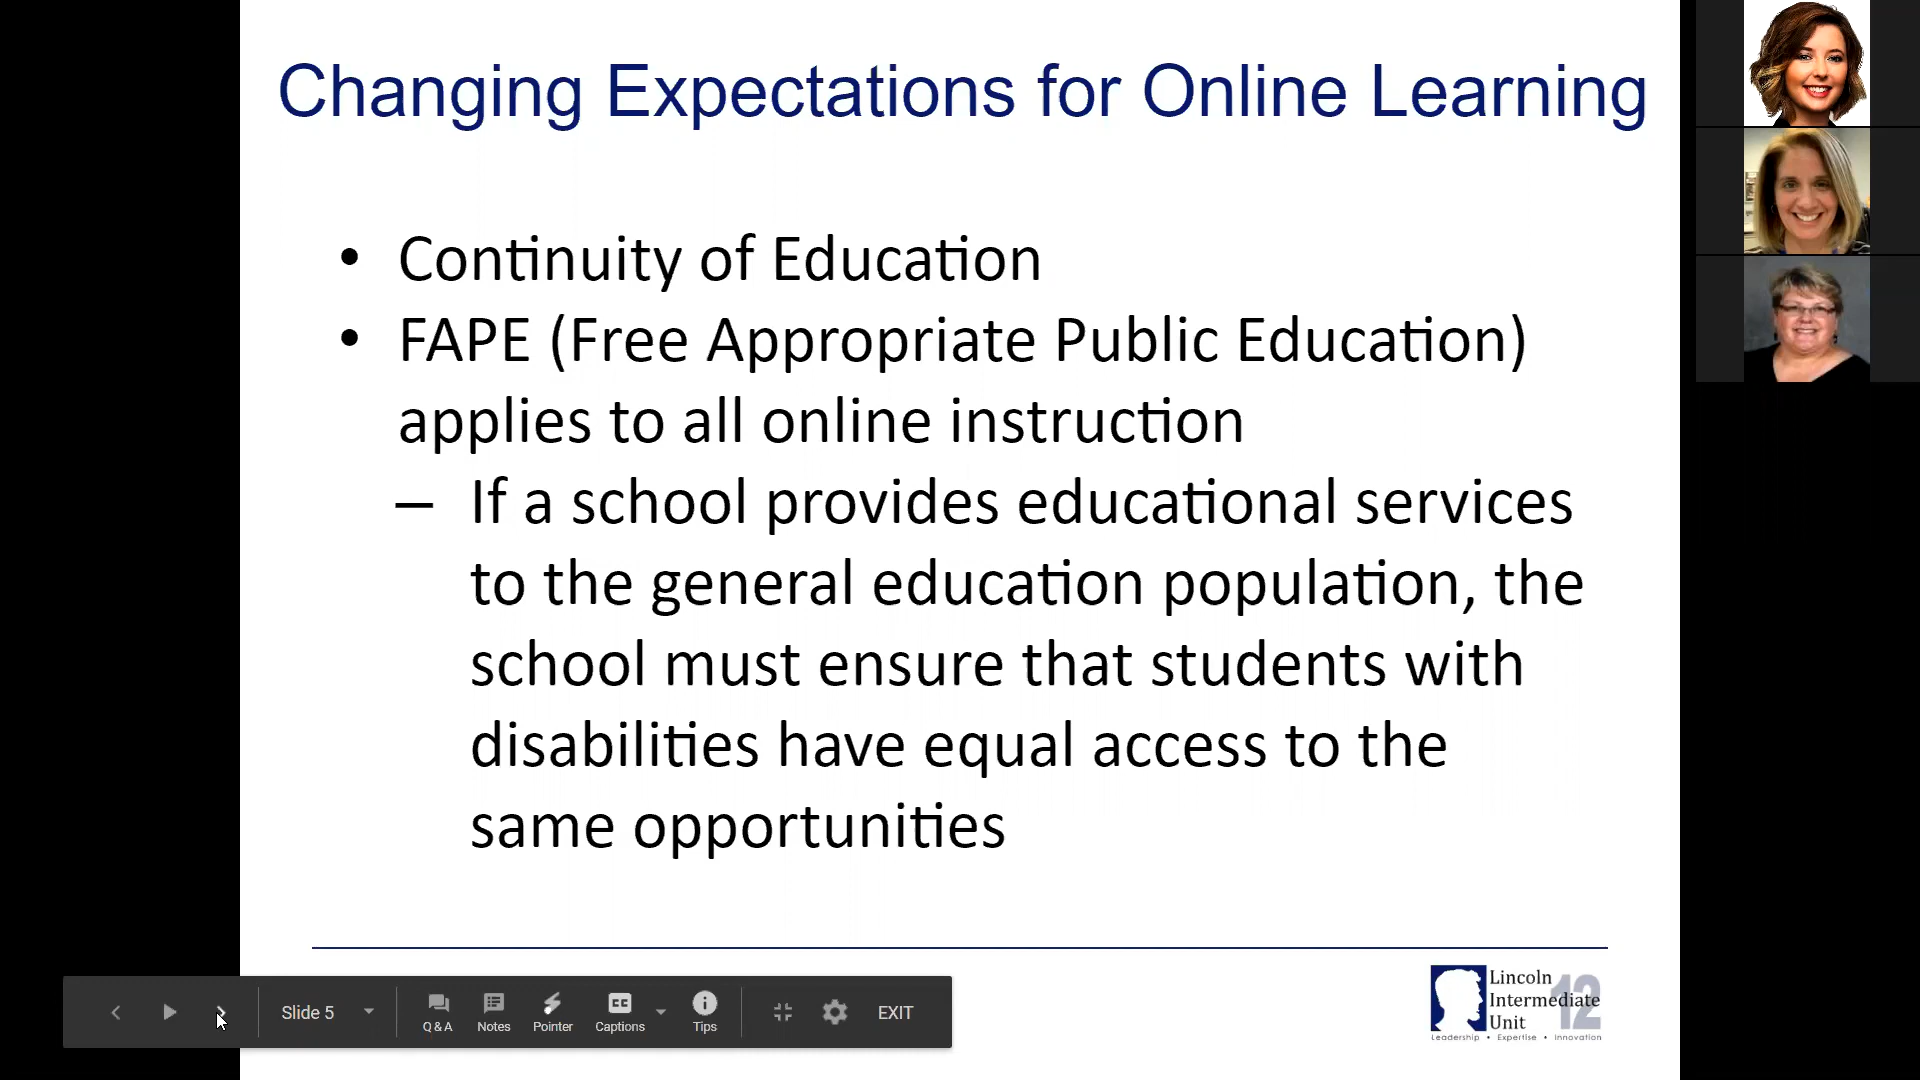 Changing Expectations for Online Learning
• Continuity of Education
• FAPE (Free Appropriate Public Education)
applies to all online instruction
– If a school provides educational services
to the general education population, the
school must ensure that students with
disabilities have equal access to the
same opportunities
Slide 5
Q & A
Notes
Pointer
CC
Captions
Tips
EXIT
12
Lincoln
Intermediate
Unit
Leadership • Expertise • Innovation